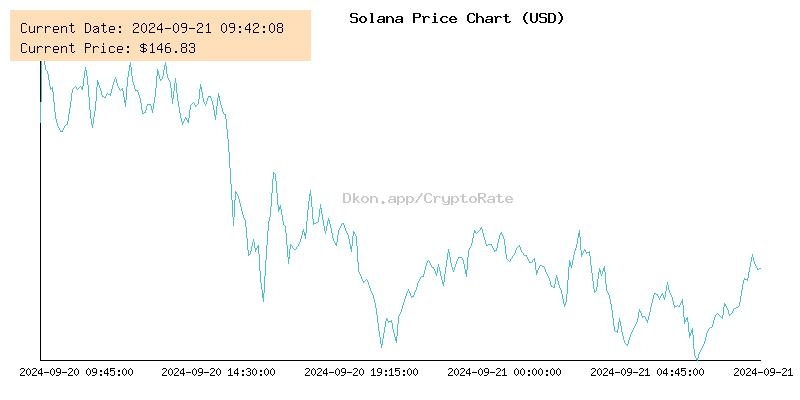 Solana Price Chart (USD)
Current Date: 2024-09-21 09:42:08
Current Price: $146.83
Dkon.app/CryptoRate
2024-09-20 09:45:00 2024-09-20 14:30:00 2024-09-20 19:15:00 2024-09-21 00:00:00 2024-09-21 04:45:00 2024-09-21